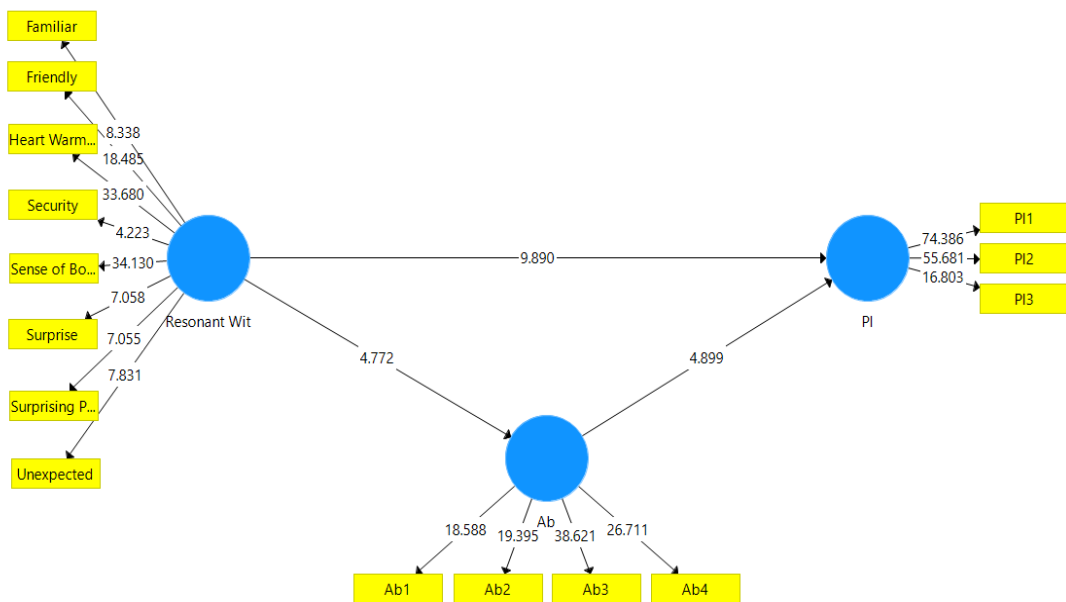 Familiar
Friendly
Heart Warm...
Security
Sense of Bo...
Surprise
Surprising P...
Unexpected
8.338
18.485
33.680
4.223
34.130
7.058
7.055
7.831
Resonant Wit
9.890
4.772
4.899
PI
74.386
55.681
16.803
PI1
PI2
PI3
Ab
18.588
19.395
38.621
26.711
Ab1
Ab2
Ab3
Ab4